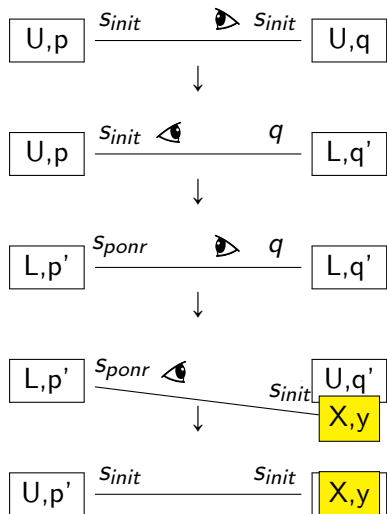 s_init s_init
U,p U,q
↓
s_init q
U,p L,q'
↓
s_ponr q
L,p' L,q'
↓
s_ponr
L,p' U,q'
s_init
X,y
↓
s_init s_init
U,p' X,y